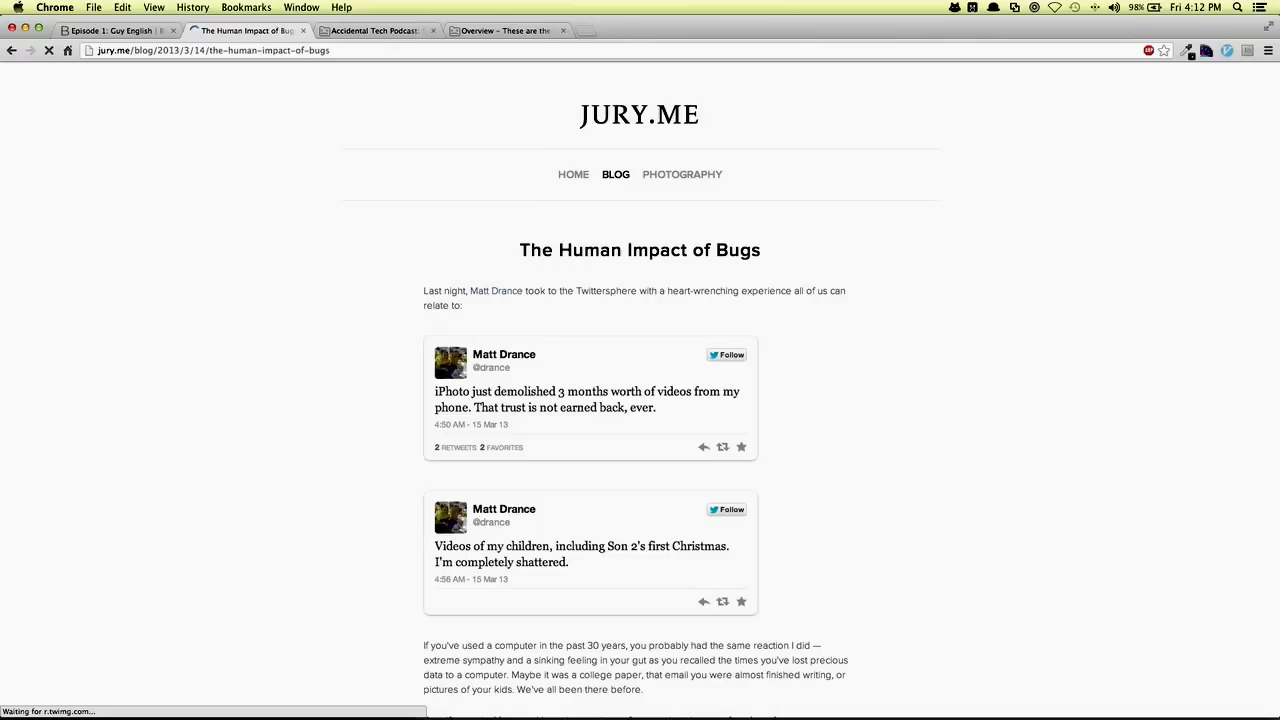 Chrome File Edit View History Bookmarks Window Help 98% Fri 4:12 PM
Episode 1: Guy English | The Human Impact of Bug Accidental Tech Podcast: Overview – These are the
jury.me/blog/2013/3/14/the-human-impact-of-bugs
JURY.ME
HOME BLOG PHOTOGRAPHY
The Human Impact of Bugs
Last night, Matt Drance took to the Twittersphere with a heart-wrenching experience all of us can
relate to:
Matt Drance
Follow
@drance
iPhoto just demolished 3 months worth of videos from my
phone. That trust is not earned back, ever.
4:50 AM - 15 Mar 13
2 RETWEETS 2 FAVORITES
Matt Drance
Follow
@drance
Videos of my children, including Son 2's first Christmas.
I'm completely shattered.
4:56 AM - 15 Mar 13
If you've used a computer in the past 30 years, you probably had the same reaction I did —
extreme sympathy and a sinking feeling in your gut as you recalled the times you've lost precious
data to a computer. Maybe it was a college paper, that email you were almost finished writing, or
pictures of your kids. We've all been there before.
Waiting for r.twimg.com...